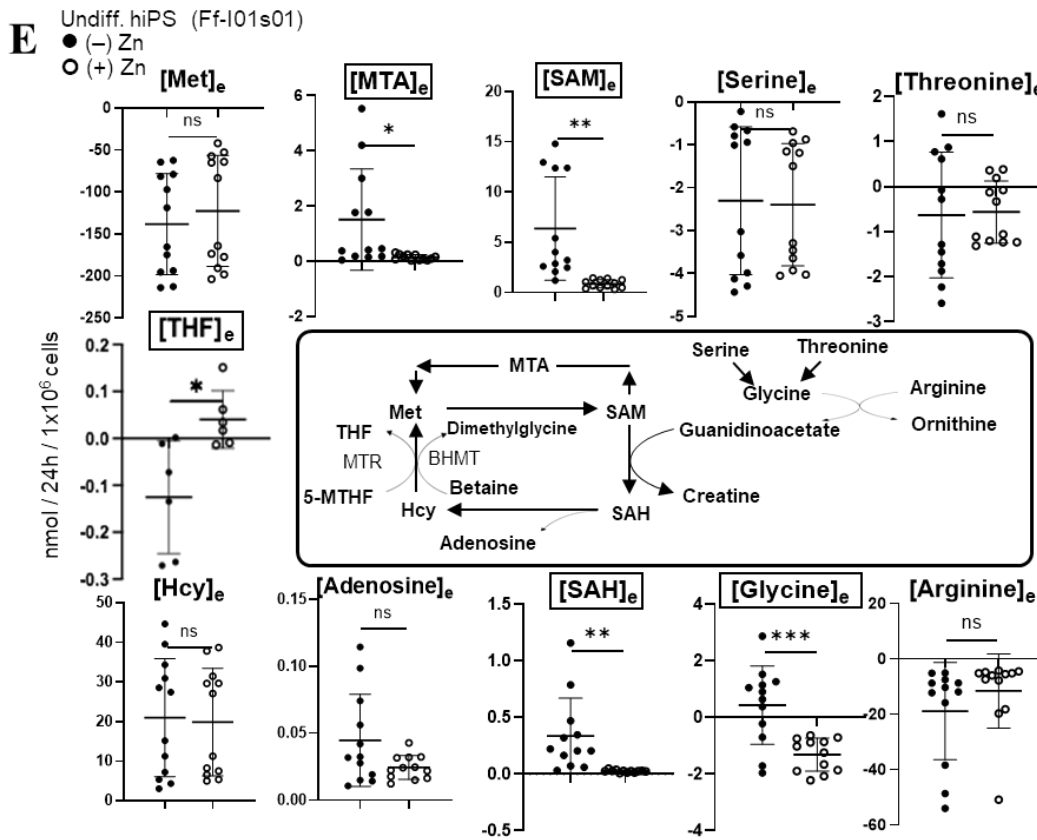 E
Undiff. hiPS (Ff-I01s01)
● (−) Zn
○ (+) Zn
[Met]e
0
-50
-100
-150
-200
-250
ns
[MTA]e
6
4
2
0
-2
*
[SAM]e
20
15
10
5
0
**
[Serine]e
0
-1
-2
-3
-4
-5
ns
[Threonine]e
2
1
0
-1
-2
-3
ns
nmol / 24h / 1x10⁶ cells
[THF]e
0.2
0.1
0.0
-0.1
-0.2
-0.3
*
MTA
Serine
Threonine
Glycine
Arginine
Met
SAM
Ornithine
THF
Dimethylglycine
Guanidinoacetate
MTR
BHMT
5-MTHF
Betaine
Creatine
Hcy
SAH
Adenosine
[Hcy]e
50
40
30
20
10
0
ns
[Adenosine]e
0.15
0.10
0.05
0.00
ns
[SAH]e
1.5
1.0
0.5
0.0
-0.5
**
[Glycine]e
4
2
0
-2
-4
***
[Arginine]e
20
0
-20
-40
-60
ns